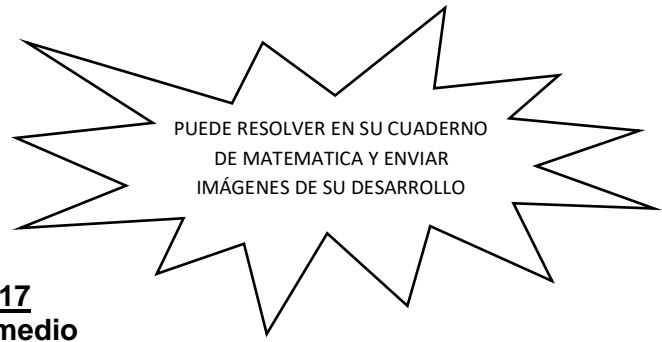 PUEDE RESOLVER EN SU CUADERNO
DE MATEMATICA Y ENVIAR
IMÁGENES DE SU DESARROLLO
17
medio